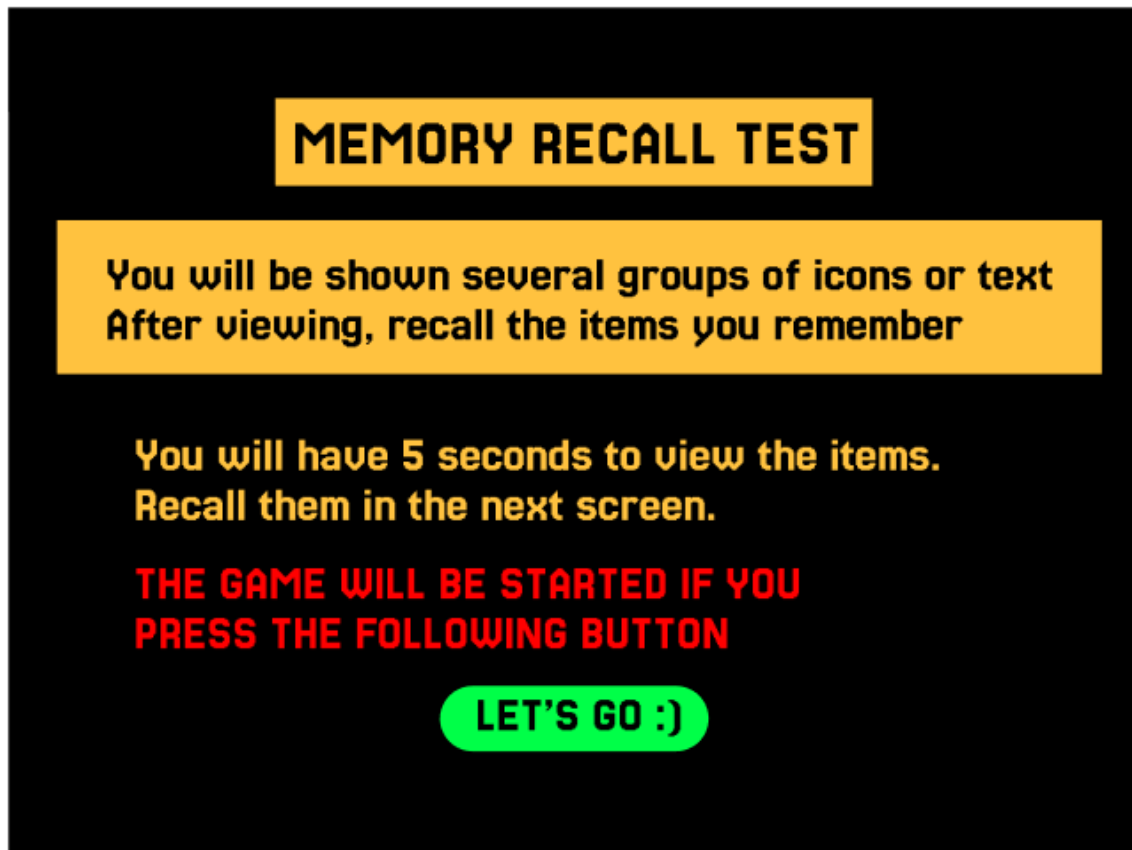 MEMORY RECALL TEST
You will be shown several groups of icons or text
After viewing, recall the items you remember
You will have 5 seconds to view the items.
Recall them in the next screen.
THE GAME WILL BE STARTED IF YOU
PRESS THE FOLLOWING BUTTON
LET'S GO :)